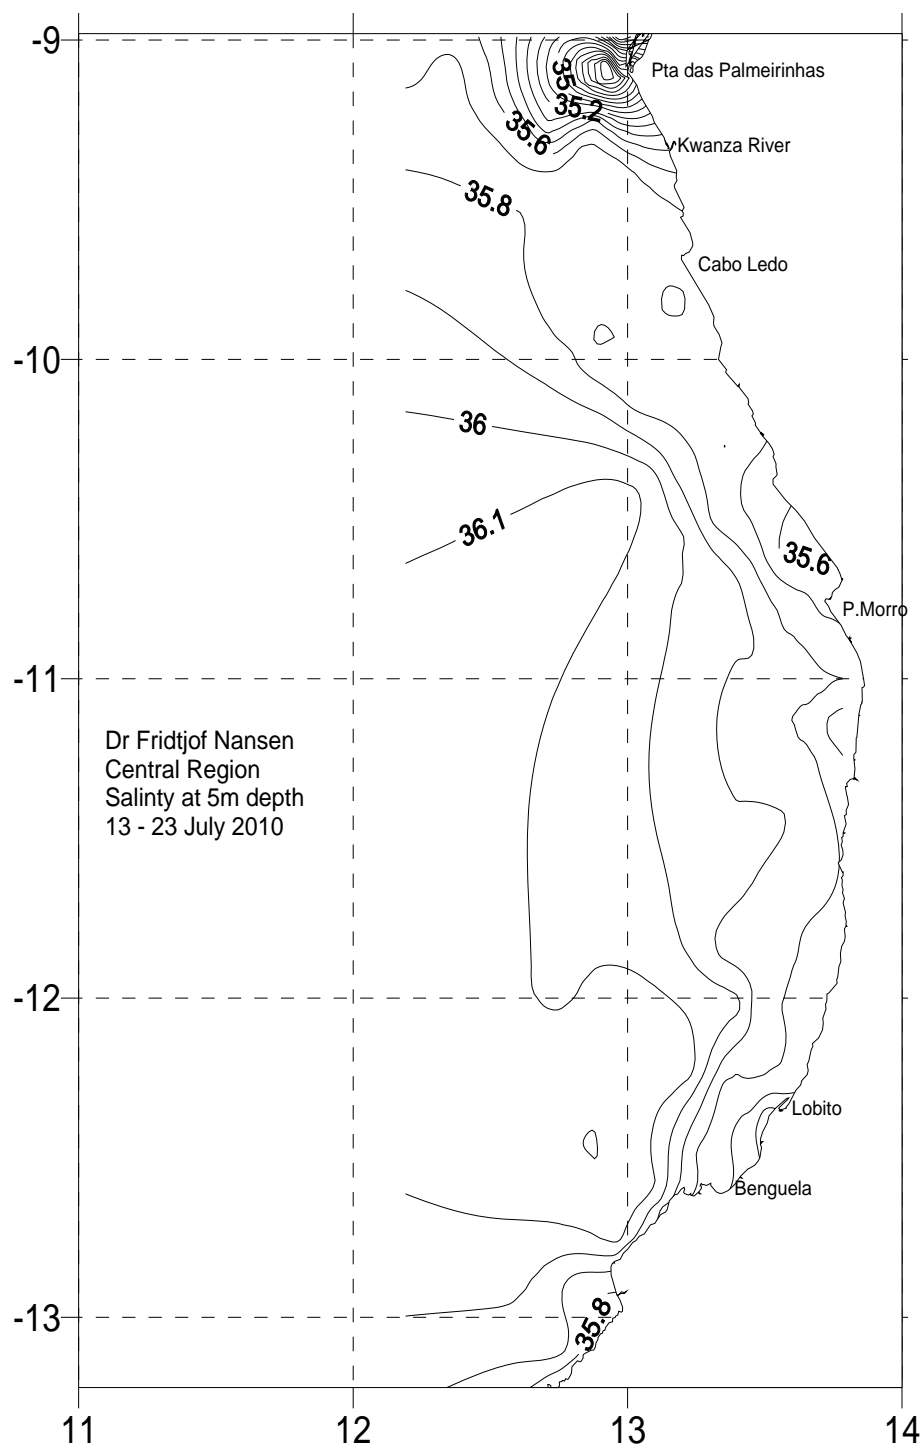 -9
35
Pta das Palmeirinhas
35.2
35.6
Kwanza River
35.8
Cabo Ledo
-10
36
36.1
35.6
P.Morro
-11
Dr Fridtjof Nansen
Central Region
Salinty at 5m depth
13 - 23 July 2010
-12
Lobito
Benguela
-13
35.8
11
12
13
14